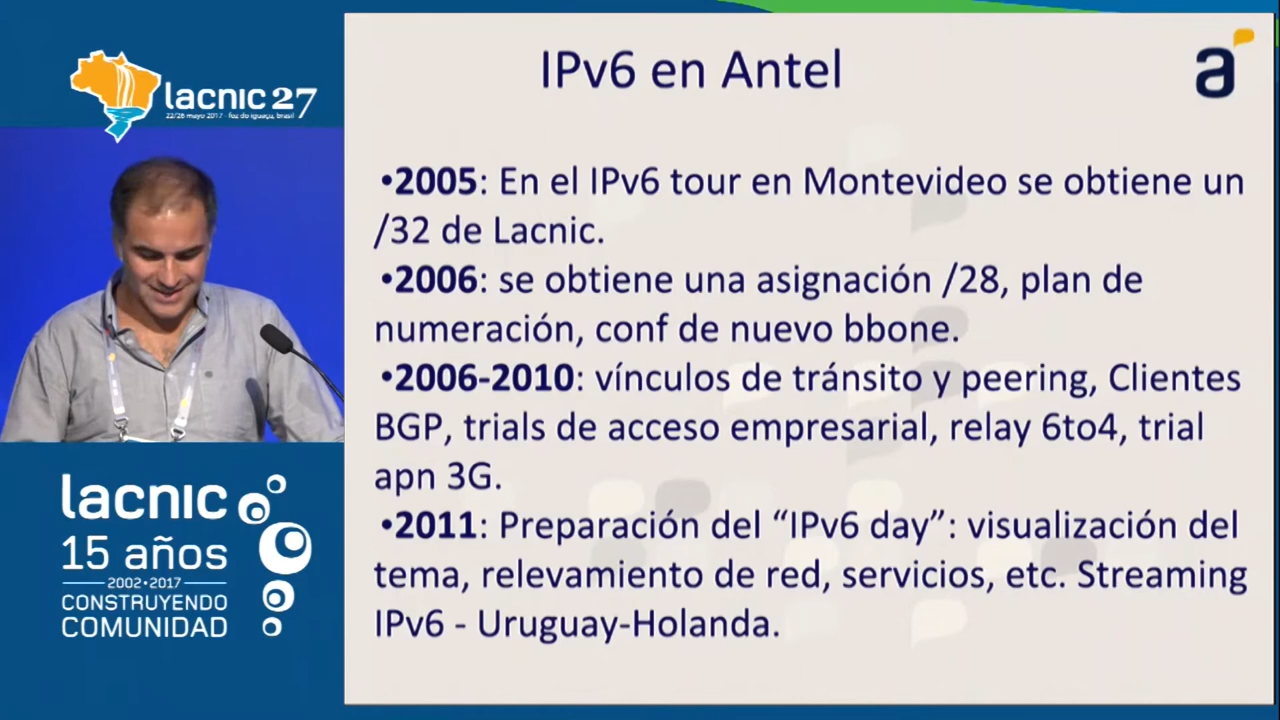 lacnic 27
22/26 mayo 2017 - foz do iguaçu, brasil
lacnic
15 años
2002•2017
CONSTRUYENDO
COMUNIDAD
IPv6 en Antel
a
•2005: En el IPv6 tour en Montevideo se obtiene un
/32 de Lacnic.
•2006: se obtiene una asignación /28, plan de
numeración, conf de nuevo bbone.
•2006-2010: vínculos de tránsito y peering, Clientes
BGP, trials de acceso empresarial, relay 6to4, trial
apn 3G.
•2011: Preparación del “IPv6 day”: visualización del
tema, relevamiento de red, servicios, etc. Streaming
IPv6 - Uruguay-Holanda.